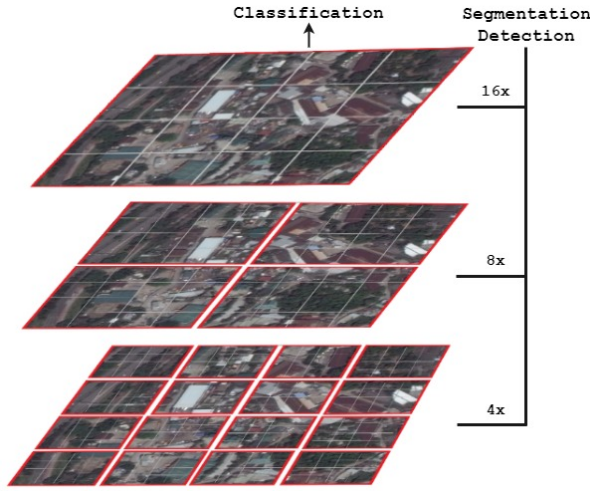 Classification
Segmentation
Detection
16x
8x
4x